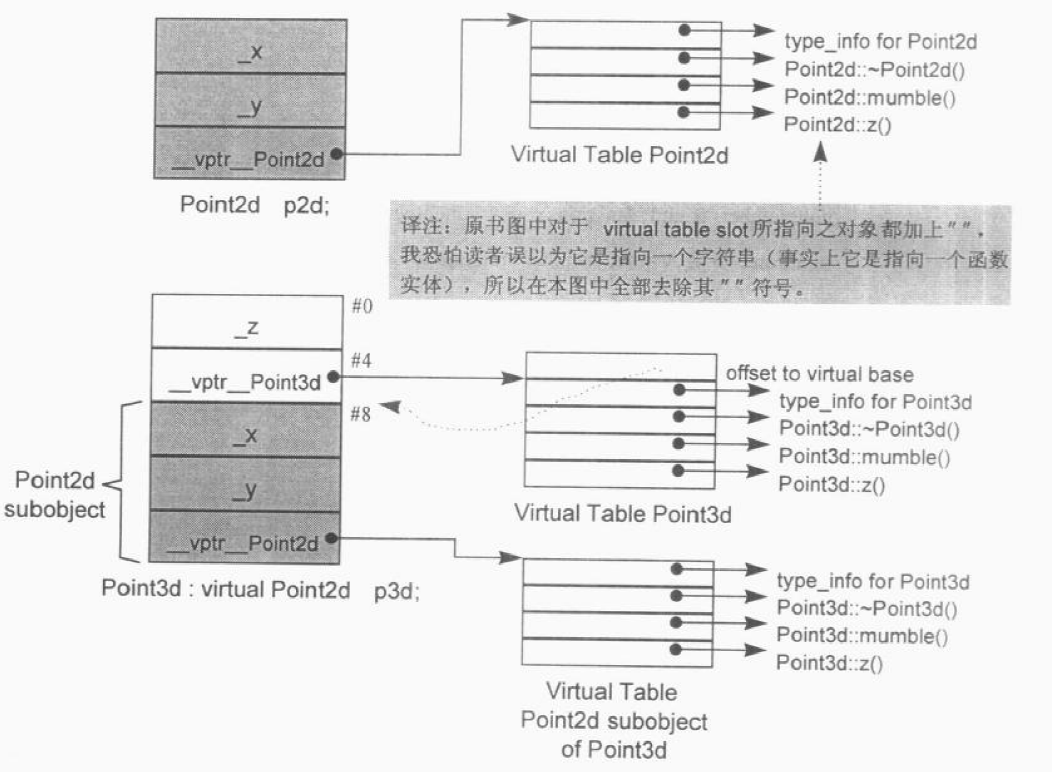 _x
_y
__vptr__Point2d
Point2d p2d;
type_info for Point2d
Point2d::~Point2d()
Point2d::mumble()
Point2d::z()
Virtual Table Point2d
译注：原书图中对于 virtual table slot所指向之对象都加上""，
我恐怕读者误以为它是指向一个字符串（事实上它是指向一个函数
实体），所以在本图中全部去除其""符号。
#0
_z
#4
__vptr__Point3d
#8
_x
_y
__vptr__Point2d
Point2d
subobject
Point3d : virtual Point2d p3d;
offset to virtual base
type_info for Point3d
Point3d::~Point3d()
Point3d::mumble()
Point3d::z()
Virtual Table Point3d
type_info for Point3d
Point3d::~Point3d()
Point3d::mumble()
Point3d::z()
Virtual Table
Point2d subobject
of Point3d